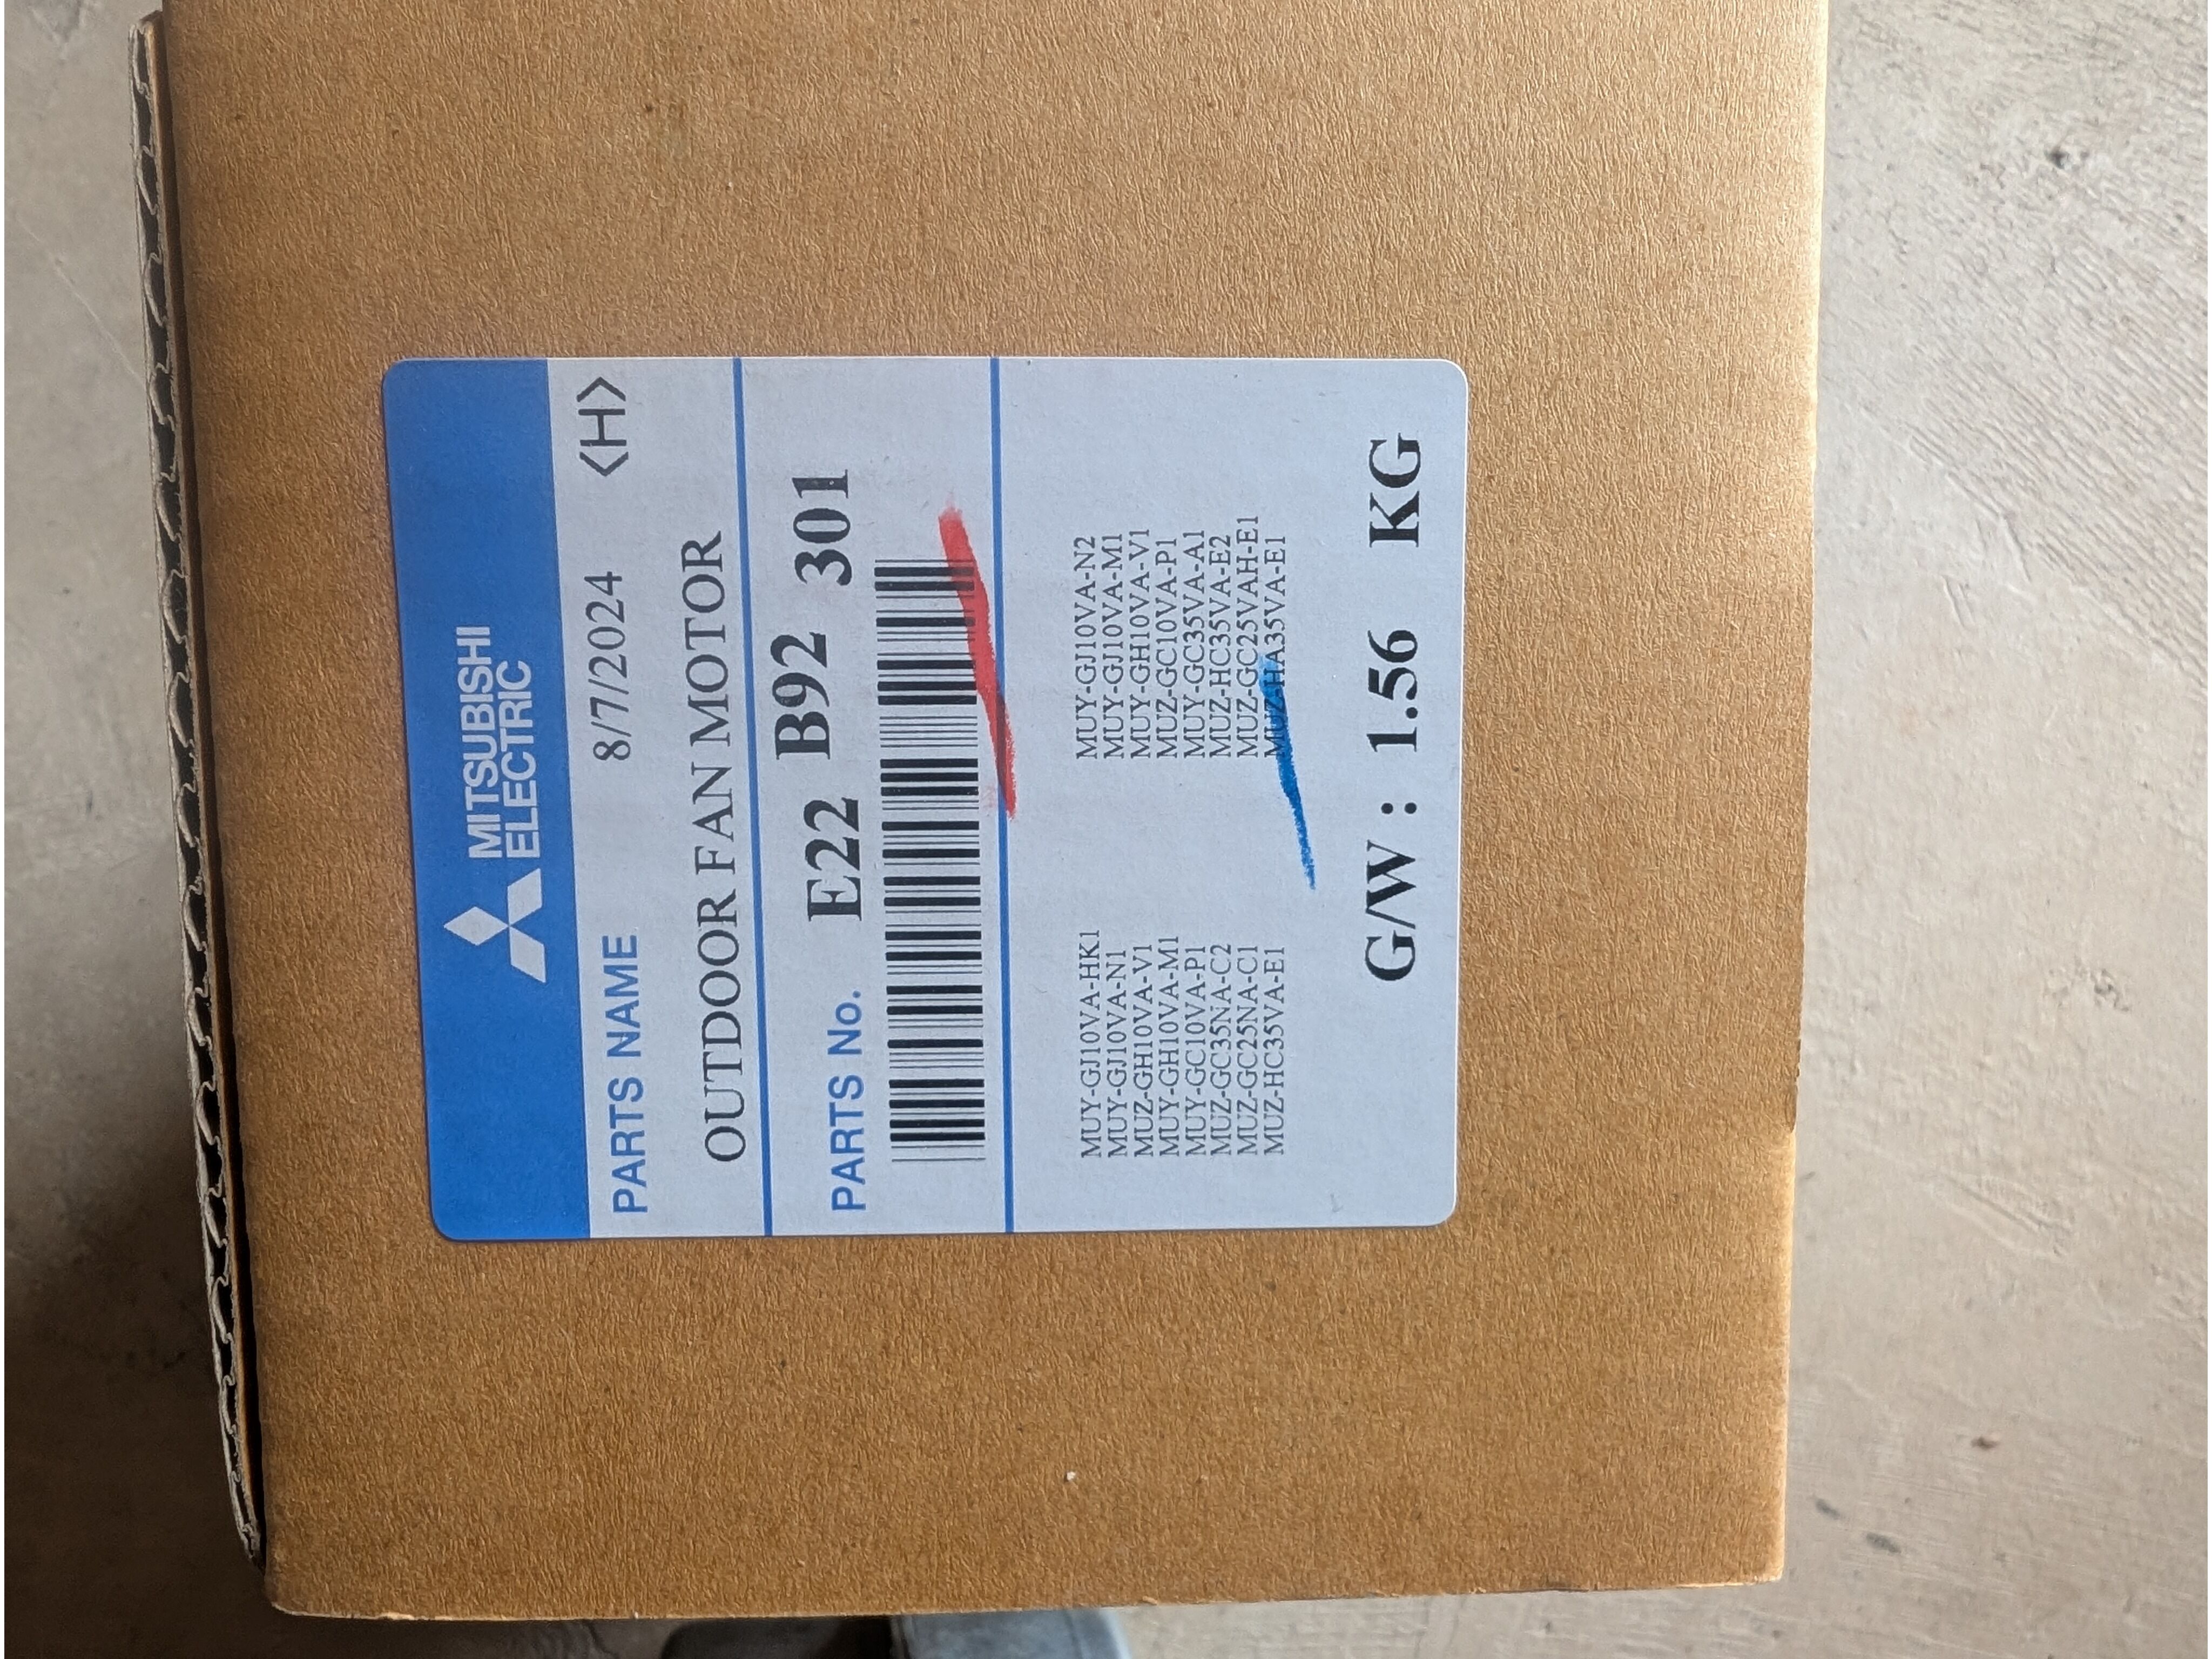 MITSUBISHI
ELECTRIC
PARTS NAME 8/7/2024 <H>
OUTDOOR FAN MOTOR
PARTS No. E22 B92 301
MUY-GJ10VA-HK1 MUY-GJ10VA-N2
MUY-GJ10VA-N1 MUY-GJ10VA-M1
MUZ-GH10VA-V1 MUY-GH10VA-V1
MUY-GH10VA-M1 MUZ-GC10VA-P1
MUY-GC10VA-P1 MUY-GC35VA-A1
MUZ-GC35NA-C2 MUZ-HC35VA-E2
MUZ-GC25NA-C1 MUZ-GC25VAH-E1
MUZ-HC35VA-E1 MUZ-HA35VA-E1
G/W : 1.56 KG